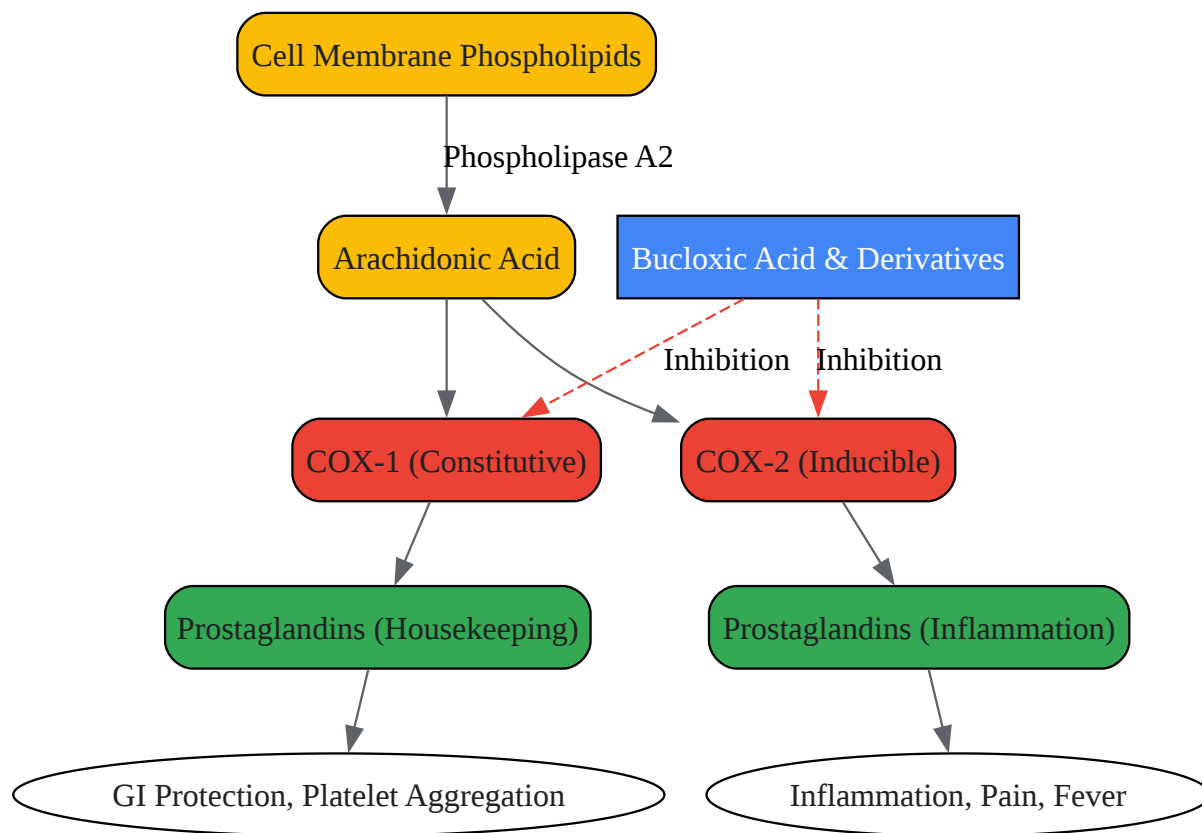 Cell Membrane Phospholipids
Phospholipase A2
Arachidonic Acid
Bucloxic Acid & Derivatives
Inhibition
Inhibition
COX-1 (Constitutive)
COX-2 (Inducible)
Prostaglandins (Housekeeping)
Prostaglandins (Inflammation)
GI Protection, Platelet Aggregation
Inflammation, Pain, Fever